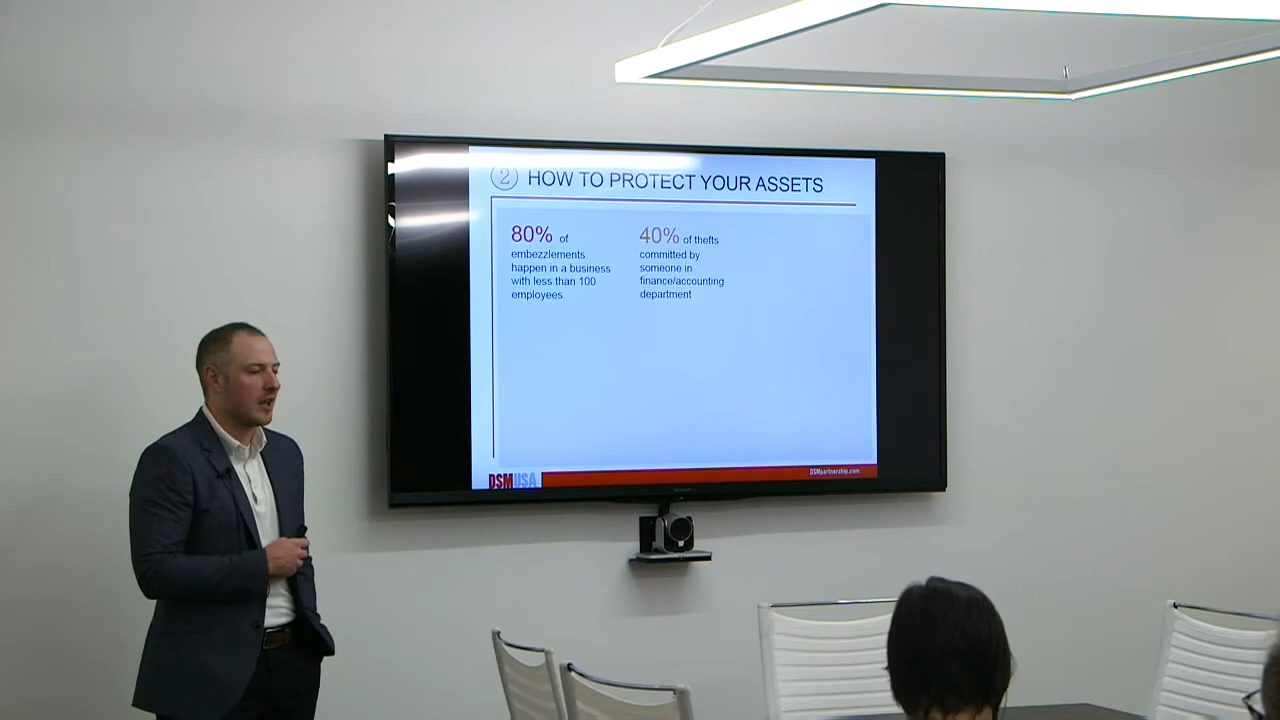 2 HOW TO PROTECT YOUR ASSETS
80% of
embezzlements
happen in a business
with less than 100
employees
40% of thefts
committed by
someone in
finance/accounting
department
DSMUSA
DSMpartnership.com